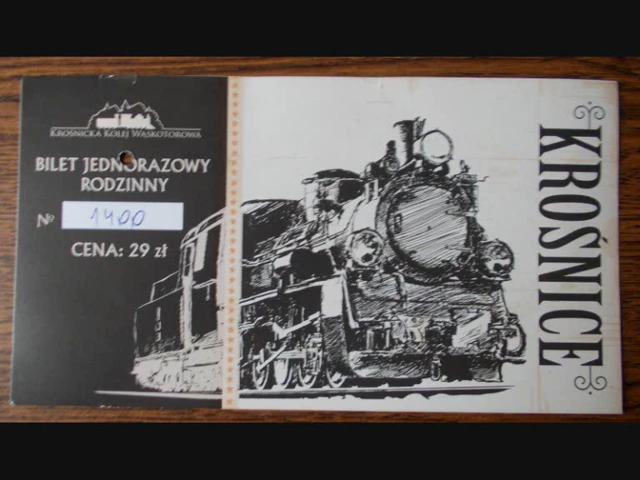 KROŚNICKA KOLEJ WĄSKOTOROWA
BILET JEDNORAZOWY
RODZINNY
Nº 1400
CENA: 29 zł
KROŚNICE